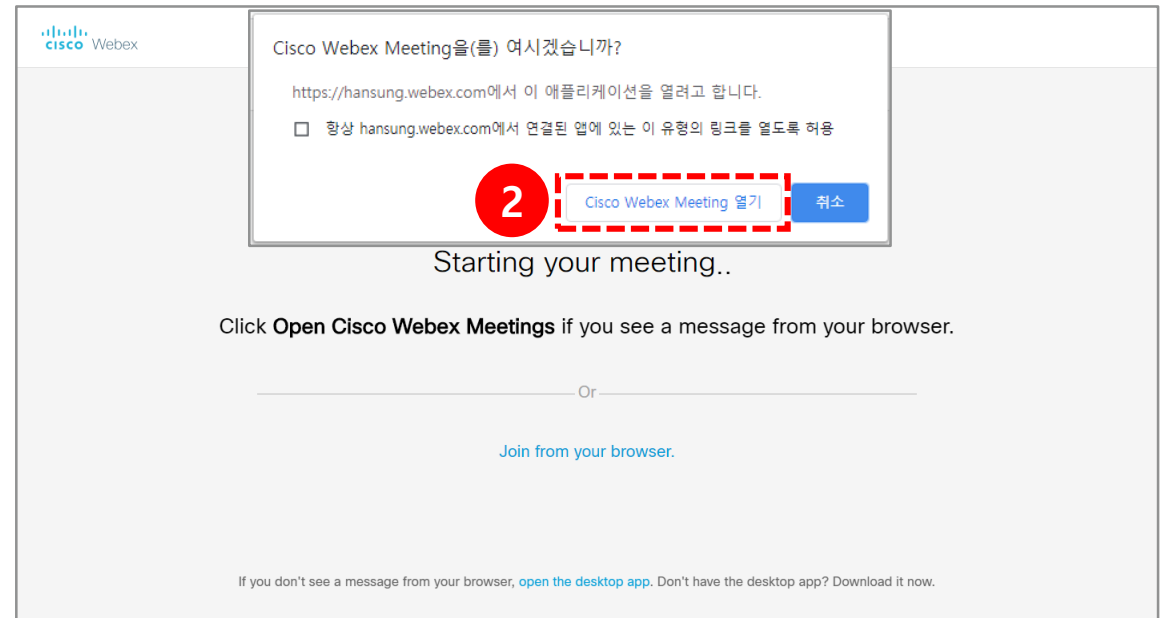 cisco Webex
Cisco Webex Meeting을(를) 여시겠습니까?
https://hansung.webex.com에서 이 애플리케이션을 열려고 합니다.
항상 hansung.webex.com에서 연결된 앱에 있는 이 유형의 링크를 열도록 허용
2
Cisco Webex Meeting 열기
취소
Starting your meeting..
Click Open Cisco Webex Meetings if you see a message from your browser.
Or
Join from your browser.
If you don't see a message from your browser, open the desktop app. Don't have the desktop app? Download it now.